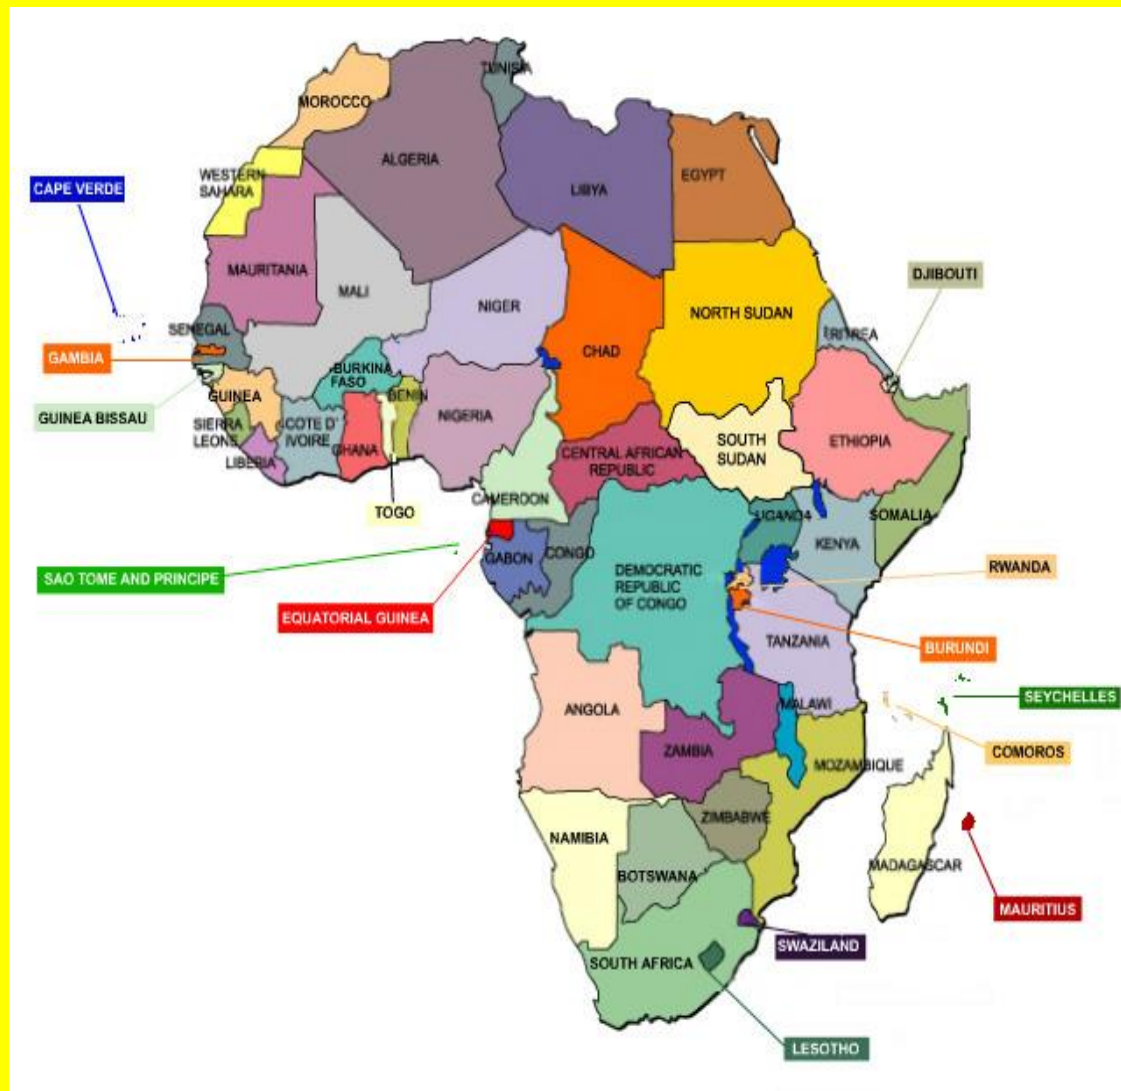 TUNISIA
MOROCCO
ALGERIA
LIBYA
EGYPT
WESTERN
SAHARA
CAPE VERDE
MAURITANIA
MALI
NIGER
CHAD
NORTH SUDAN
DJIBOUTI
SENEGAL
ERITREA
GAMBIA
BURKINA
FASO
BENIN
GUINEA
GUINEA BISSAU
NIGERIA
SIERRA
LEONE
COTE D'
IVOIRE
GHANA
LIBERIA
CENTRAL AFRICAN
REPUBLIC
SOUTH
SUDAN
ETHIOPIA
CAMEROON
TOGO
UGANDA
SOMALIA
KENYA
SAO TOME AND PRINCIPE
GABON
CONGO
DEMOCRATIC
REPUBLIC
OF CONGO
RWANDA
EQUATORIAL GUINEA
TANZANIA
BURUNDI
SEYCHELLES
ANGOLA
MALAWI
ZAMBIA
COMOROS
MOZAMBIQUE
ZIMBABWE
NAMIBIA
MADAGASCAR
BOTSWANA
MAURITIUS
SWAZILAND
SOUTH AFRICA
LESOTHO